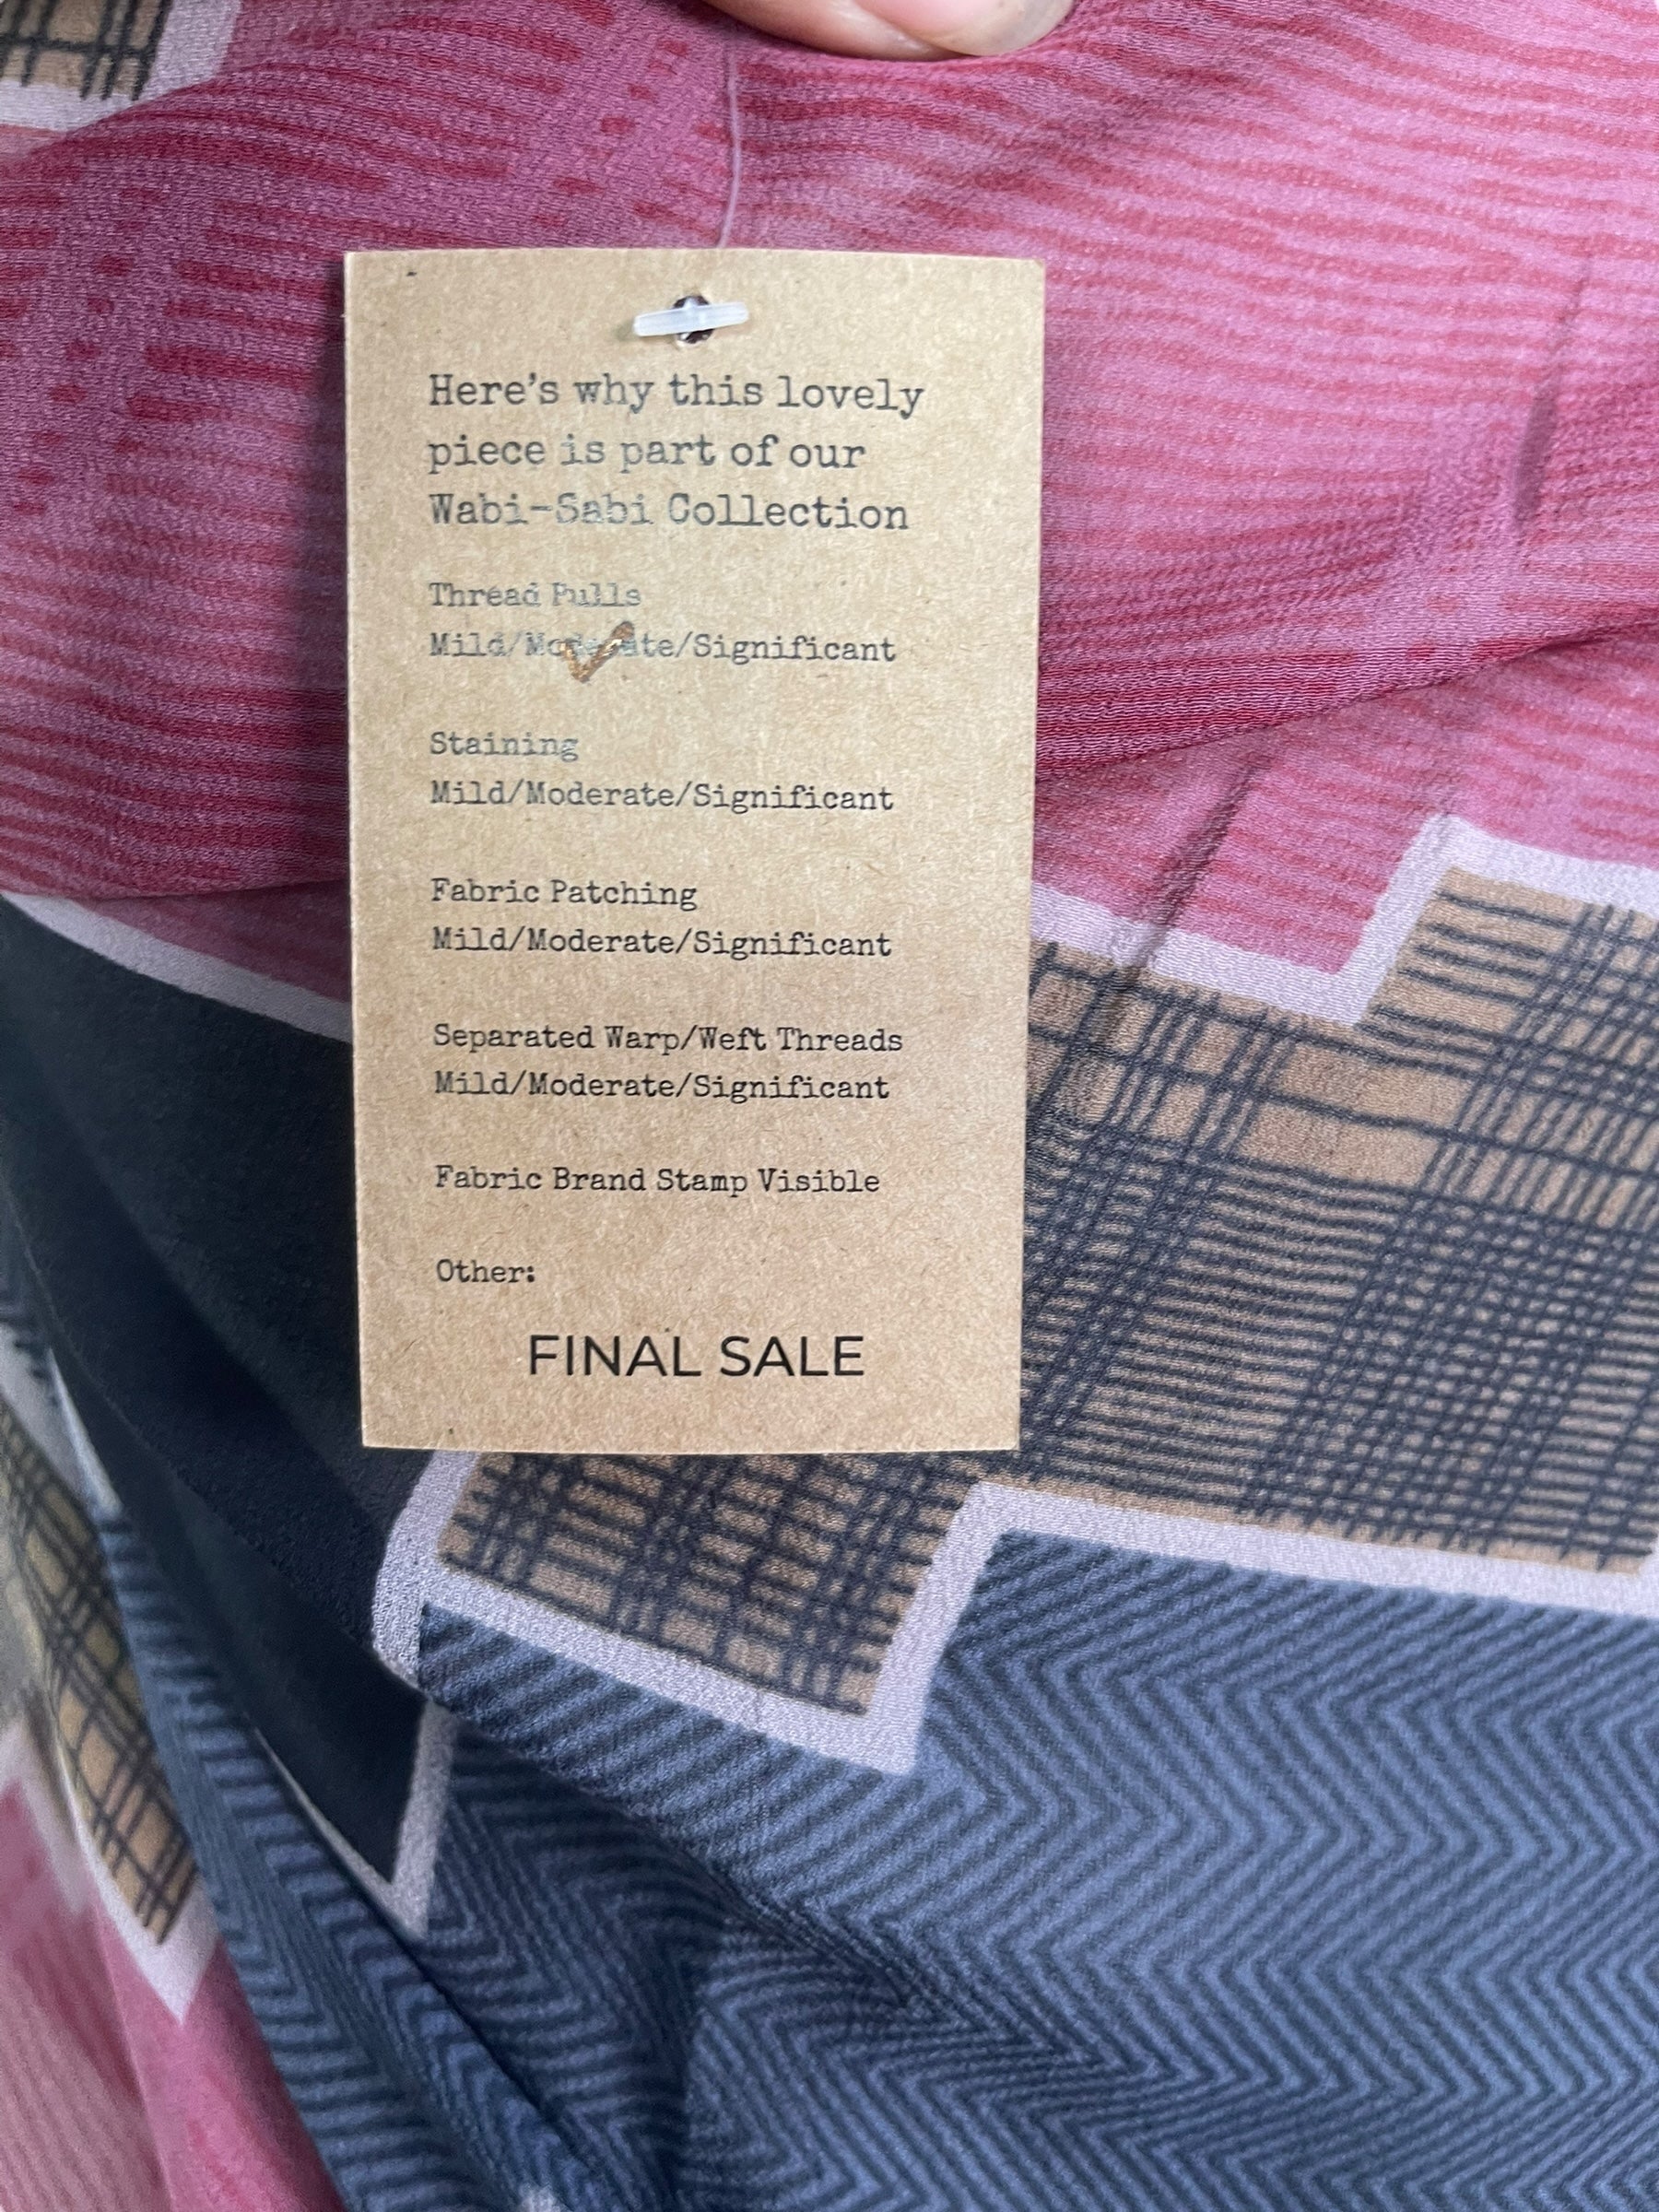 Here's why this lovely
piece is part of our
Wabi-Sabi Collection
Thread Pulls
Mild/Moderate/Significant
Staining
Mild/Moderate/Significant
Fabric Patching
Mild/Moderate/Significant
Separated Warp/Weft Threads
Mild/Moderate/Significant
Fabric Brand Stamp Visible
Other:
FINAL SALE